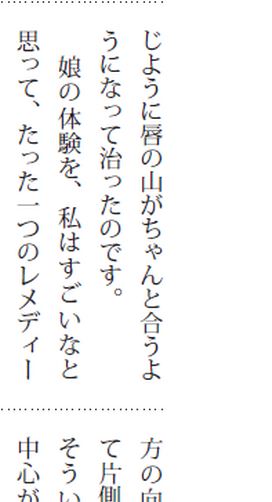 じように唇の山がちゃんと合うよ
うになって治ったのです。
娘の体験を、私はすごいなと
思って、たった一つのレメディー
方の向
て片側
そうい
中心が